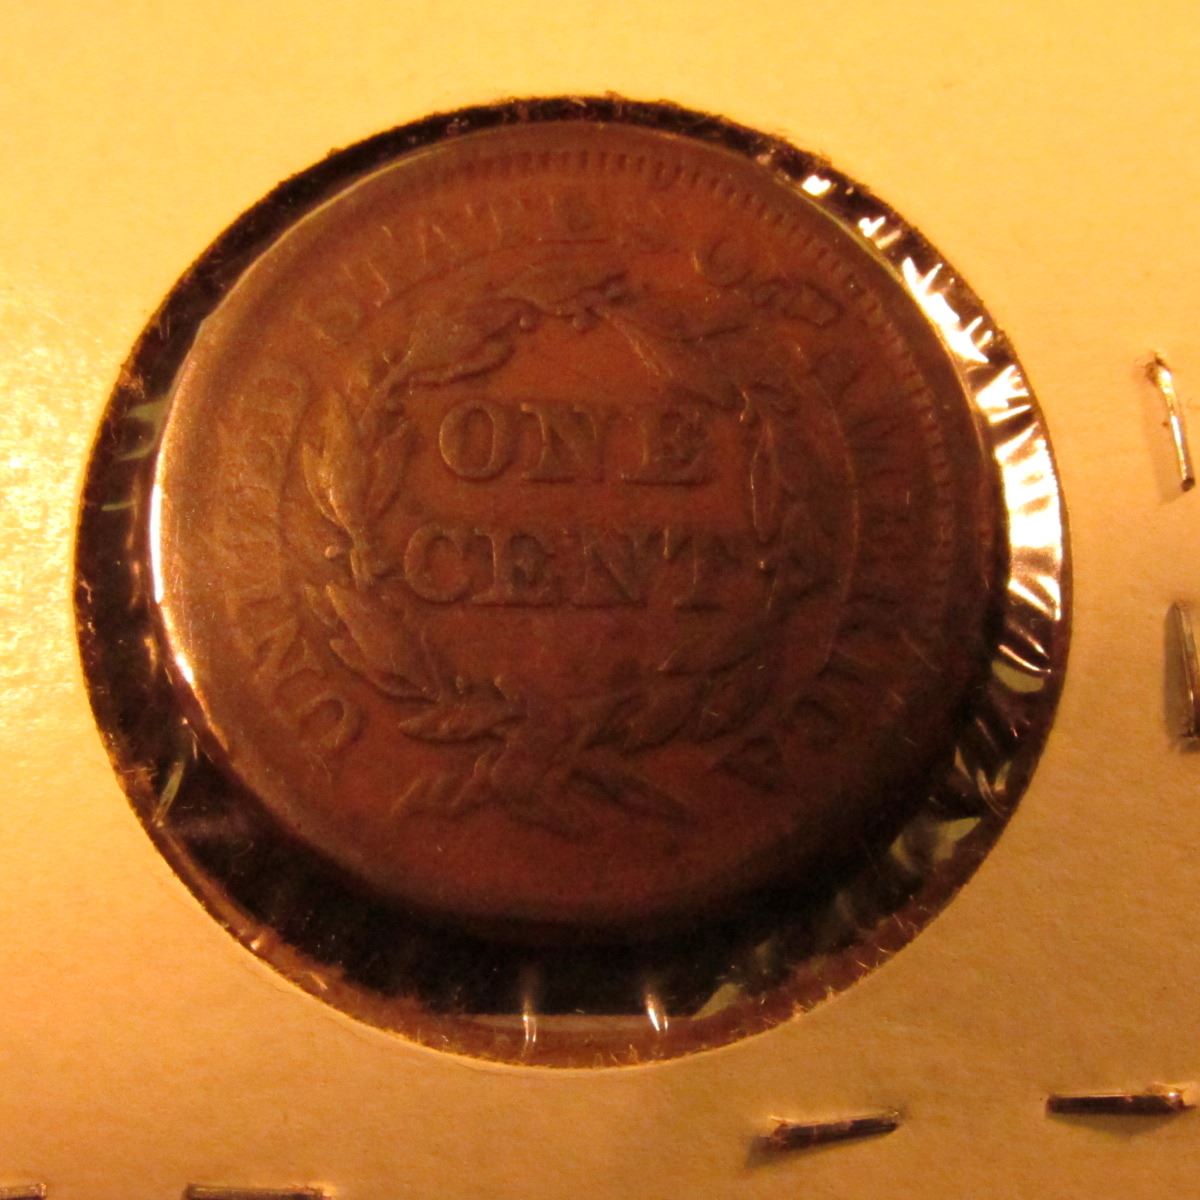 UNITED STATES OF AMERICA
ONE
CENT